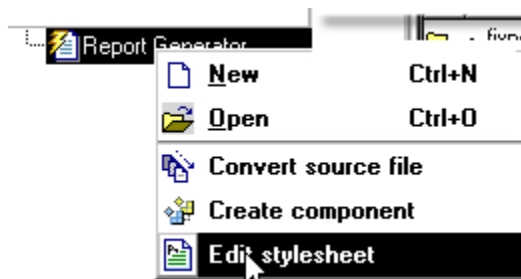 Report Generator
New Ctrl+N
Open Ctrl+O
Convert source file
Create component
Edit stylesheet